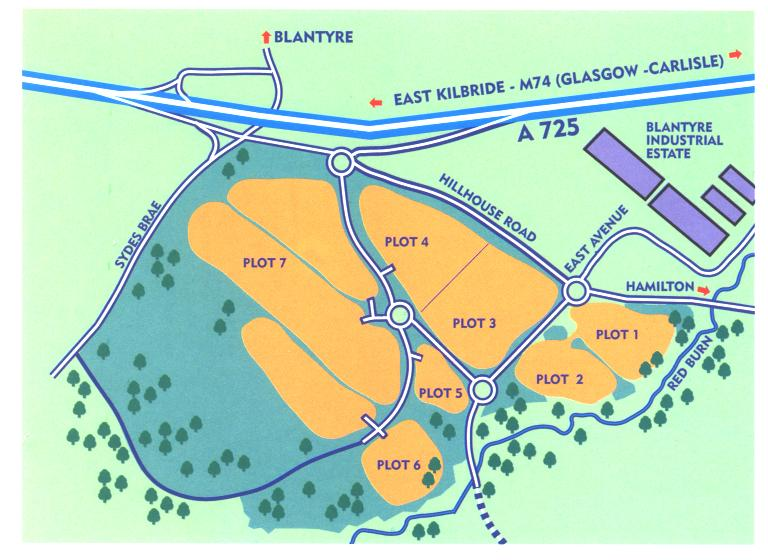 BLANTYRE
EAST KILBRIDE - M74 (GLASGOW -CARLISLE)
A 725
BLANTYRE
INDUSTRIAL
ESTATE
HILLHOUSE ROAD
EAST AVENUE
SYDES BRAE
PLOT 4
PLOT 7
HAMILTON
PLOT 3
PLOT 1
RED BURN
PLOT 2
PLOT 5
PLOT 6